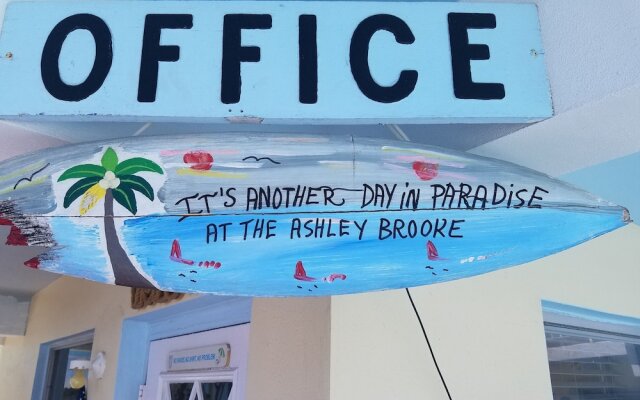 OFFICE
IT'S ANOTHER DAY iN PARADiSE
AT THE ASHLEY BROOKE